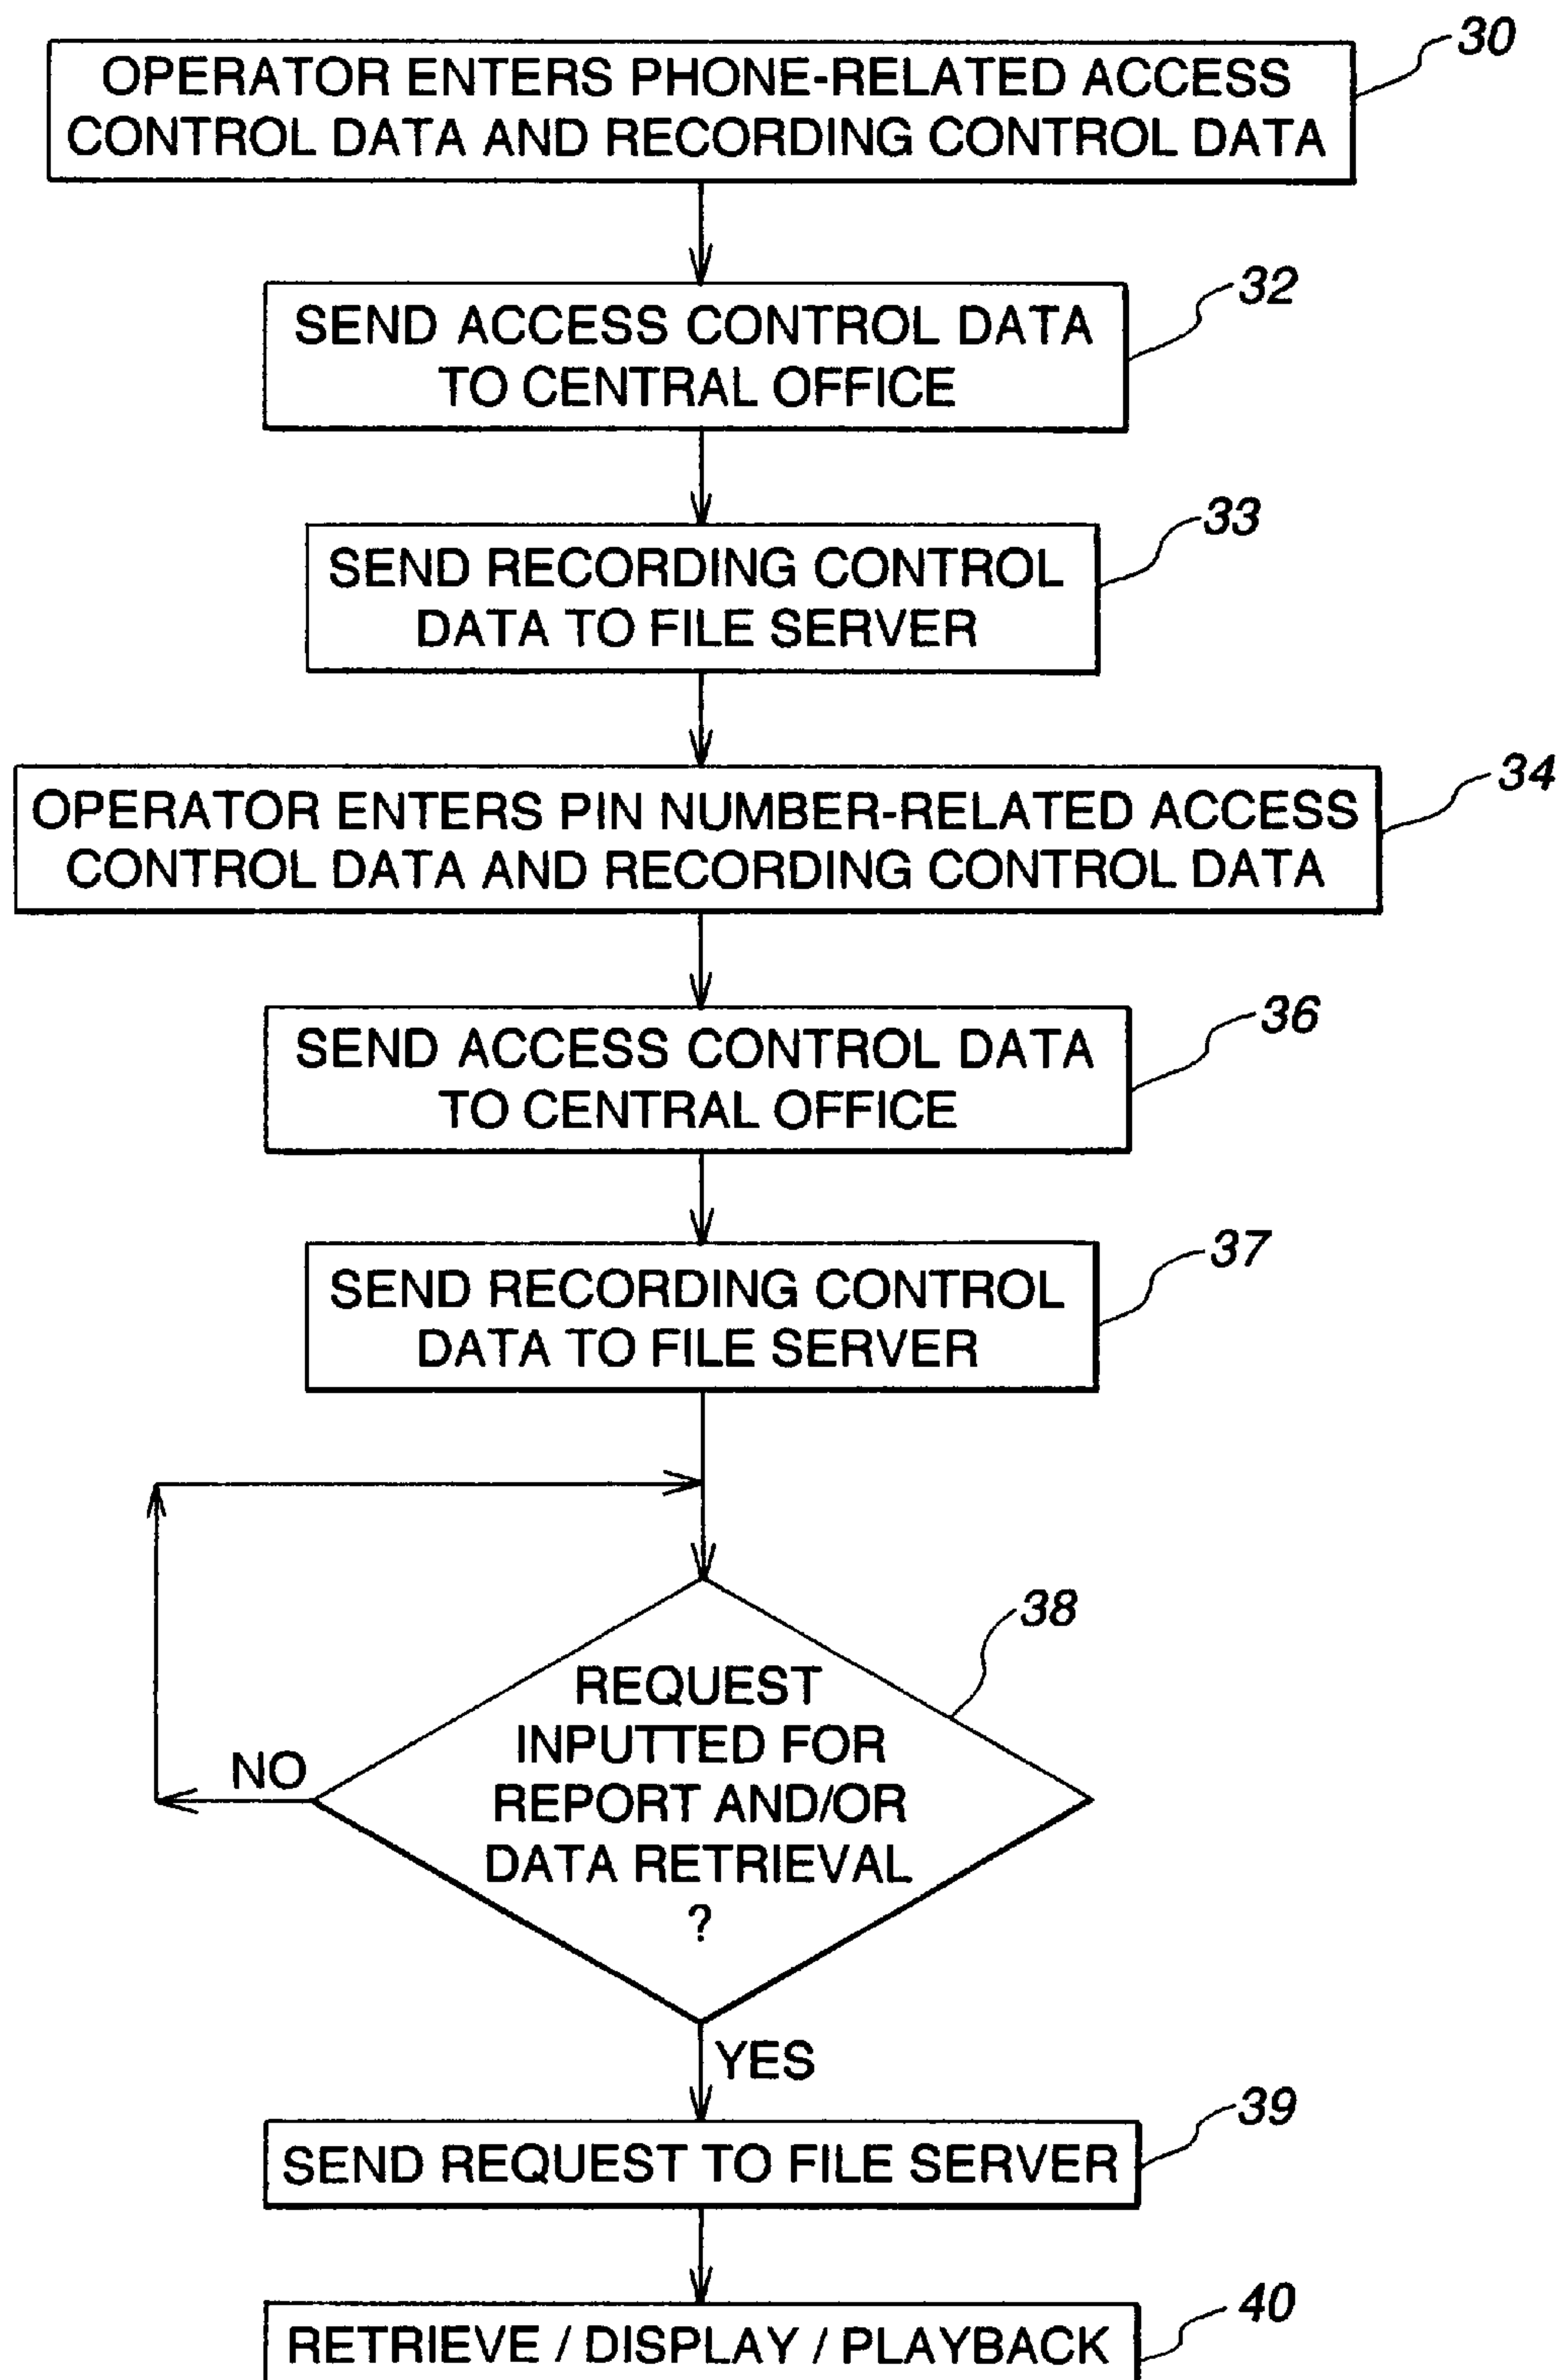 30
OPERATOR ENTERS PHONE-RELATED ACCESS
CONTROL DATA AND RECORDING CONTROL DATA
32
SEND ACCESS CONTROL DATA
TO CENTRAL OFFICE
33
SEND RECORDING CONTROL
DATA TO FILE SERVER
34
OPERATOR ENTERS PIN NUMBER-RELATED ACCESS
CONTROL DATA AND RECORDING CONTROL DATA
36
SEND ACCESS CONTROL DATA
TO CENTRAL OFFICE
37
SEND RECORDING CONTROL
DATA TO FILE SERVER
38
REQUEST
INPUTTED FOR
REPORT AND/OR
DATA RETRIEVAL
?
NO
YES
39
SEND REQUEST TO FILE SERVER
40
RETRIEVE / DISPLAY / PLAYBACK